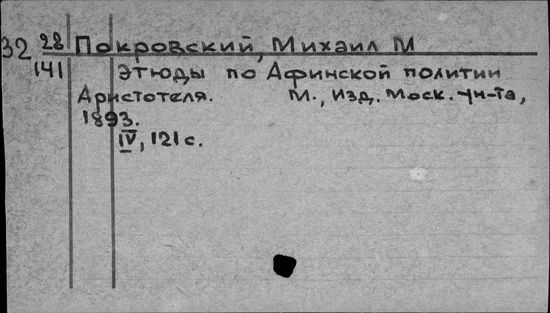 32 28 Покровский, Михаил М
141 Этюды по Афинской политии
Аристотеля. М., Изд. Моск. ун-та,
1893.
IV, 121 с.